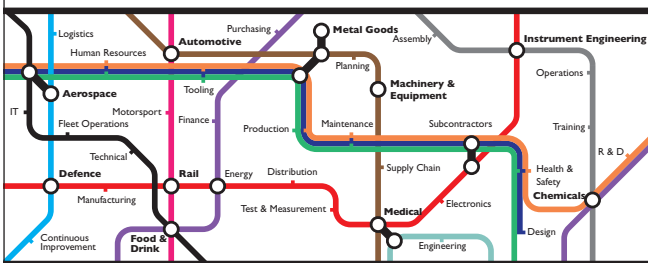 Purchasing
Metal Goods
Logistics
Assembly
Automotive
Instrument Engineering
Human Resources
Planning
Operations
Tooling
Machinery &
Equipment
Aerospace
IT
Motorsport
Finance
Fleet Operations
Production
Maintenance
Subcontractors
Training
Technical
R & D
Defence
Rail
Energy
Distribution
Supply Chain
Health &
Safety
Manufacturing
Chemicals
Test & Measurement
Medical
Electronics
Continuous
Improvement
Food &
Drink
Engineering
Design